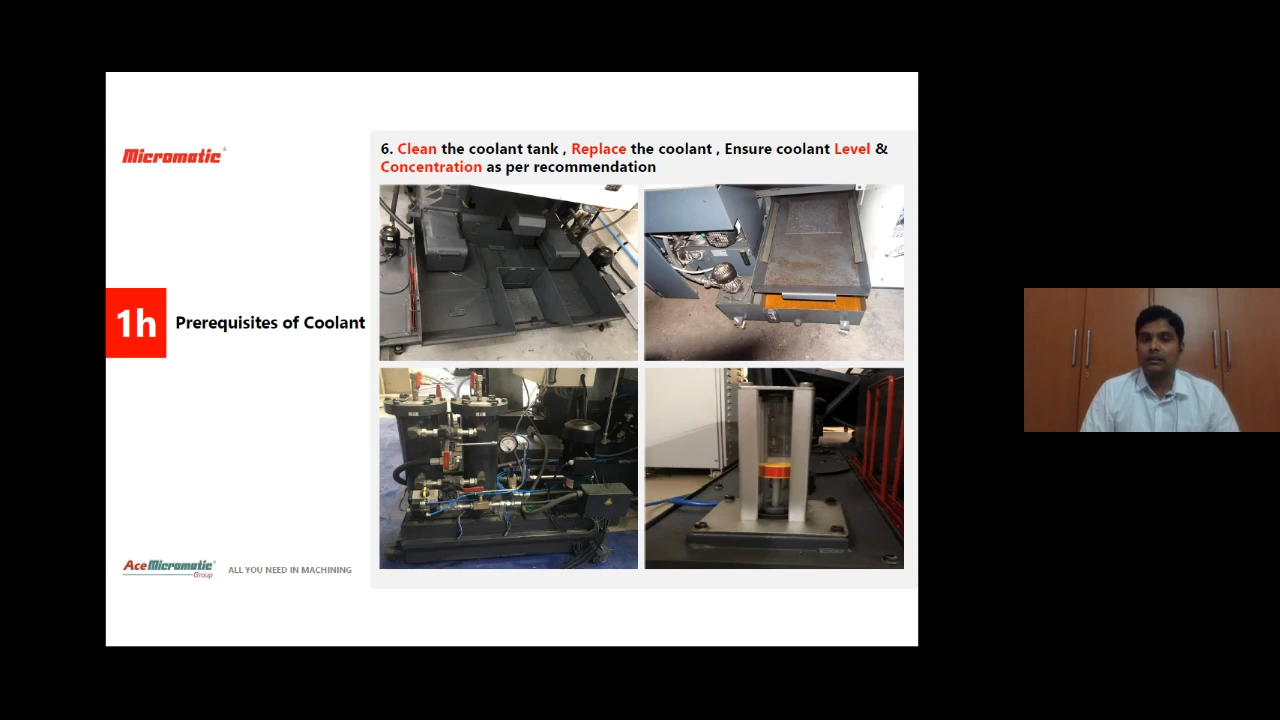 Micromatic
6. Clean the coolant tank , Replace the coolant , Ensure coolant Level &
Concentration as per recommendation
1h
Prerequisites of Coolant
AceMicromatic
Group
ALL YOU NEED IN MACHINING